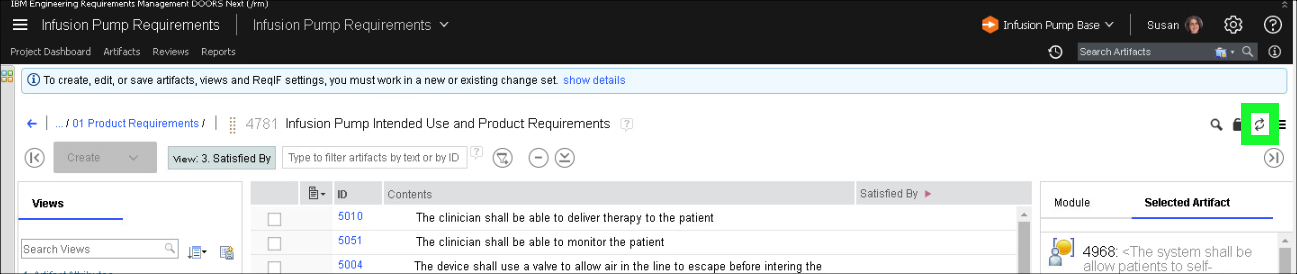 IBM Engineering Requirements Management DOORS Next (/rm)
Infusion Pump Requirements Infusion Pump Requirements Infusion Pump Base Susan
Project Dashboard Artifacts Reviews Reports Search Artifacts
To create, edit, or save artifacts, views and ReqIF settings, you must work in a new or existing change set. show details
... / 01 Product Requirements / 4781 Infusion Pump Intended Use and Product Requirements
Create View: 3. Satisfied By Type to filter artifacts by text or by ID
Views ID Contents Satisfied By Module Selected Artifact
5010 The clinician shall be able to deliver therapy to the patient
Search Views 5051 The clinician shall be able to monitor the patient 4968: <The system shall be
5004 The device shall use a valve to allow air in the line to escape before intering the allow patients to self-